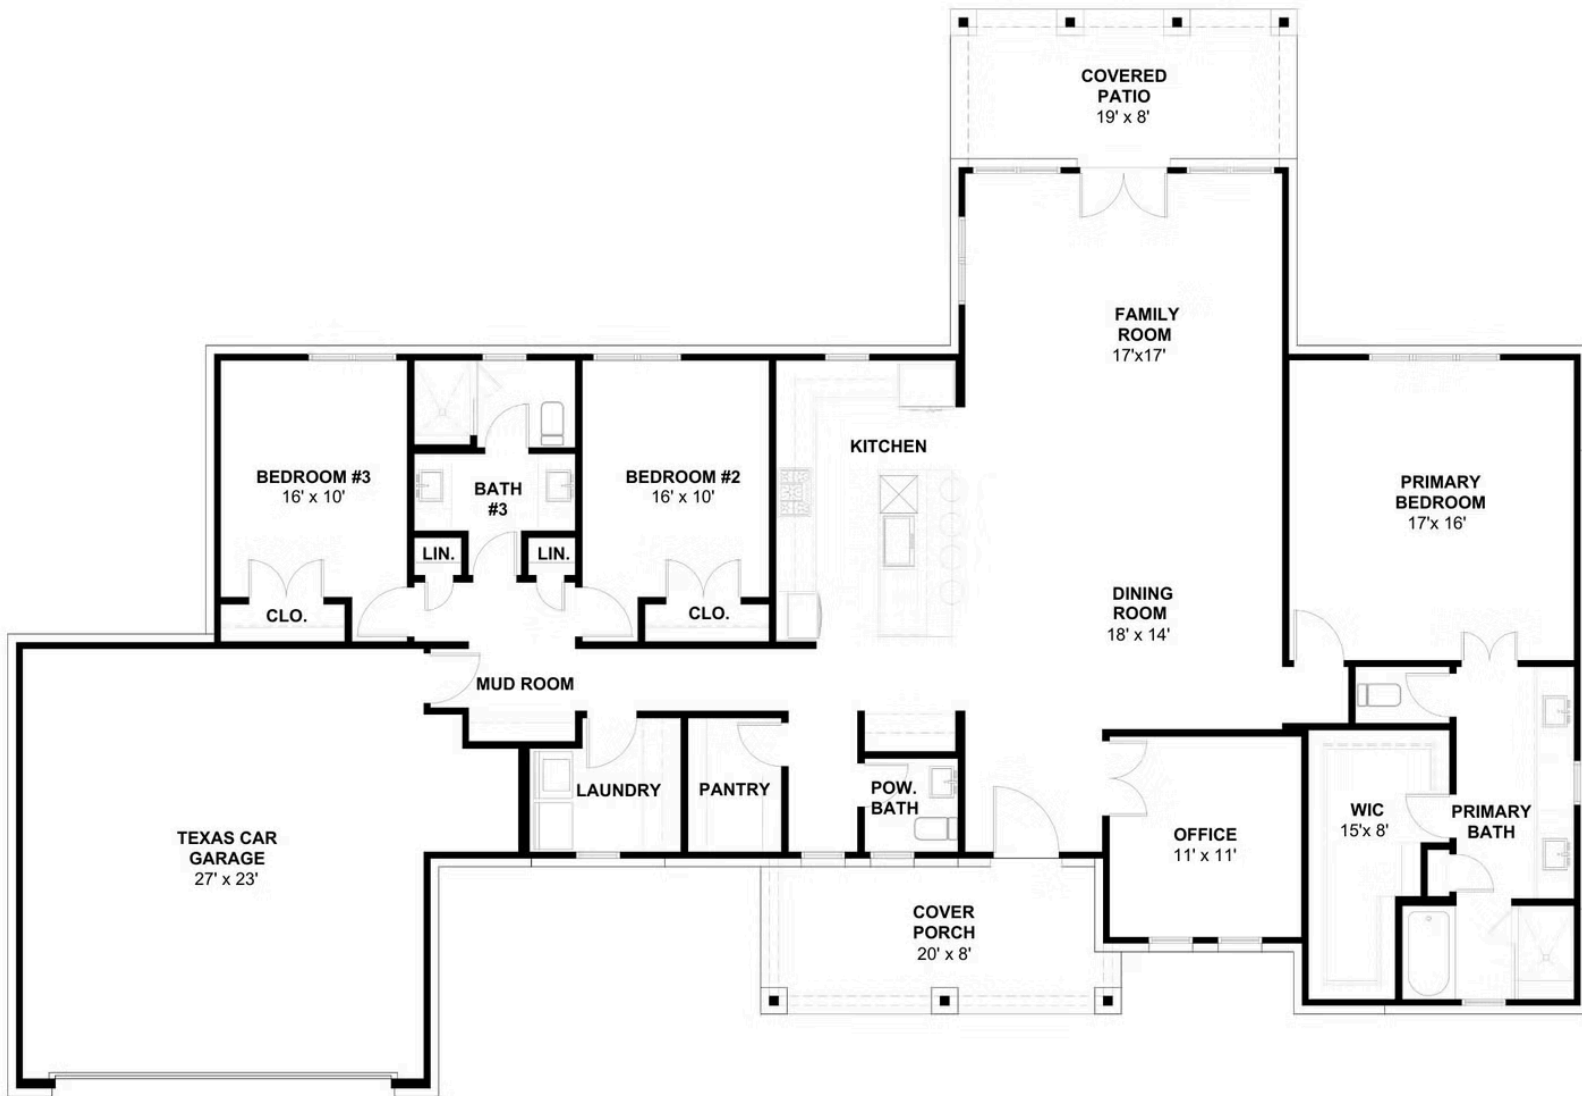 COVERED
PATIO
19' x 8'
FAMILY
ROOM
17'x17'
KITCHEN
BEDROOM #3
16' x 10'
BATH
#3
BEDROOM #2
16' x 10'
PRIMARY
BEDROOM
17'x 16'
LIN.
LIN.
CLO.
CLO.
DINING
ROOM
18' x 14'
MUD ROOM
LAUNDRY
PANTRY
POW.
BATH
TEXAS CAR
GARAGE
27' x 23'
OFFICE
11' x 11'
WIC
15'x 8'
PRIMARY
BATH
COVER
PORCH
20' x 8'